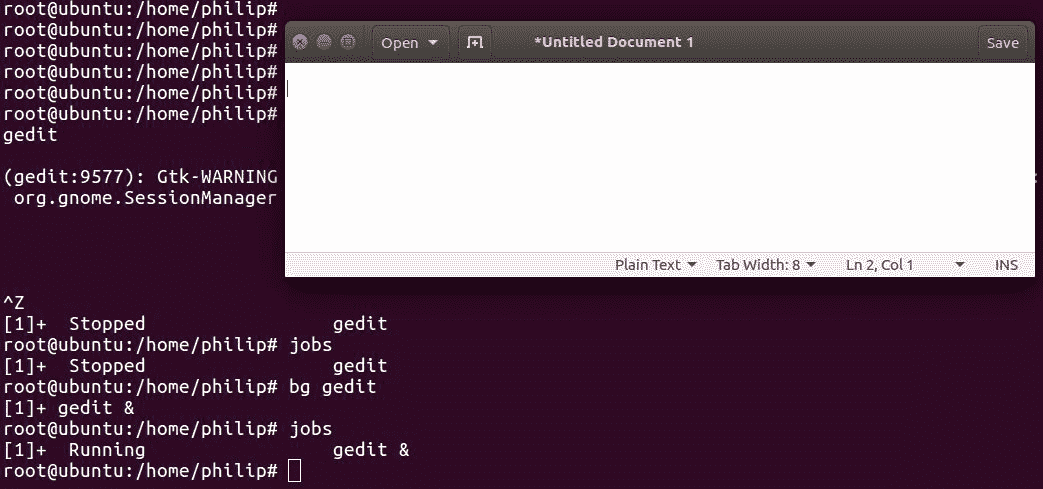 root@ubuntu:/home/philip#
root@ubuntu:/home/philip#
root@ubuntu:/home/philip#
root@ubuntu:/home/philip#
root@ubuntu:/home/philip#
root@ubuntu:/home/philip#
gedit
(gedit:9577): Gtk-WARNING :
org.gnome.SessionManager
Open *Untitled Document 1 Save
Plain Text Tab Width: 8 Ln 2, Col 1 INS
^Z
[1]+  Stopped                 gedit
root@ubuntu:/home/philip# jobs
[1]+  Stopped                 gedit
root@ubuntu:/home/philip# bg gedit
[1]+ gedit &
root@ubuntu:/home/philip# jobs
[1]+  Running                 gedit &
root@ubuntu:/home/philip#